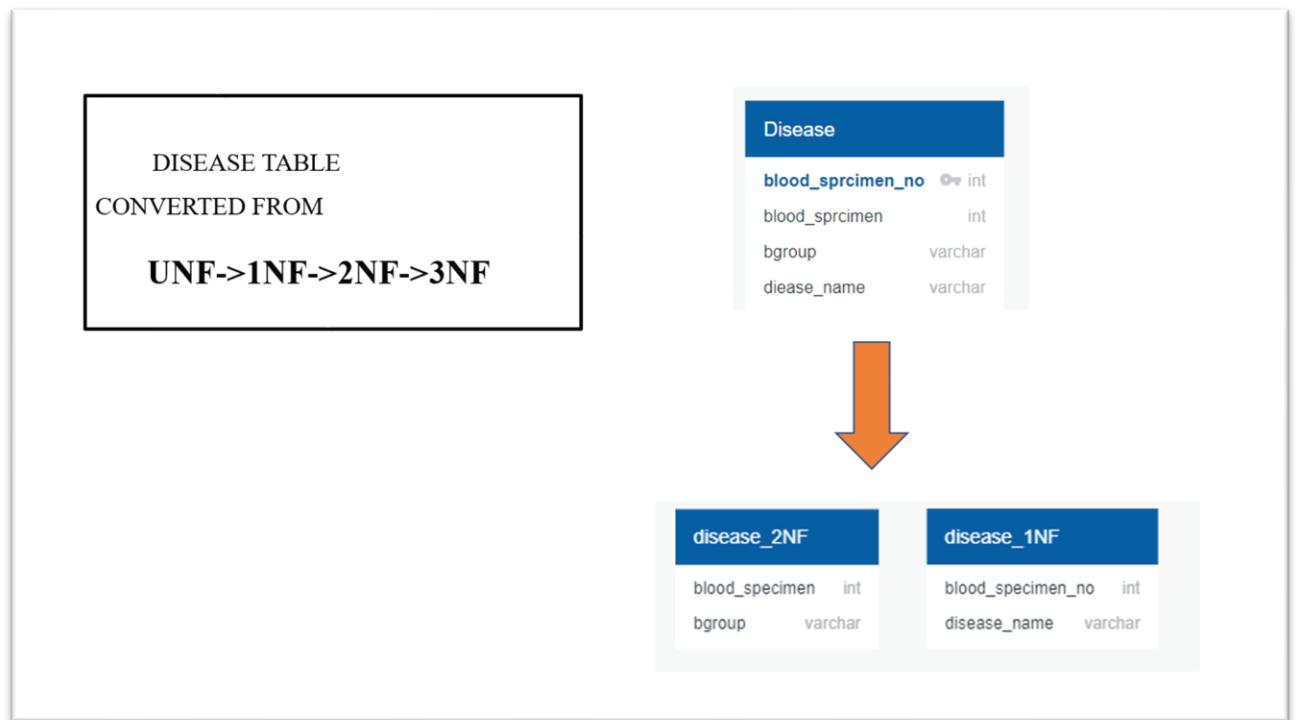 DISEASE TABLE
CONVERTED FROM
UNF->1NF->2NF->3NF
Disease
blood_sprcimen_no int
blood_sprcimen int
bgroup varchar
diease_name varchar
disease_2NF
blood_specimen int
bgroup varchar
disease_1NF
blood_specimen_no int
disease_name varchar